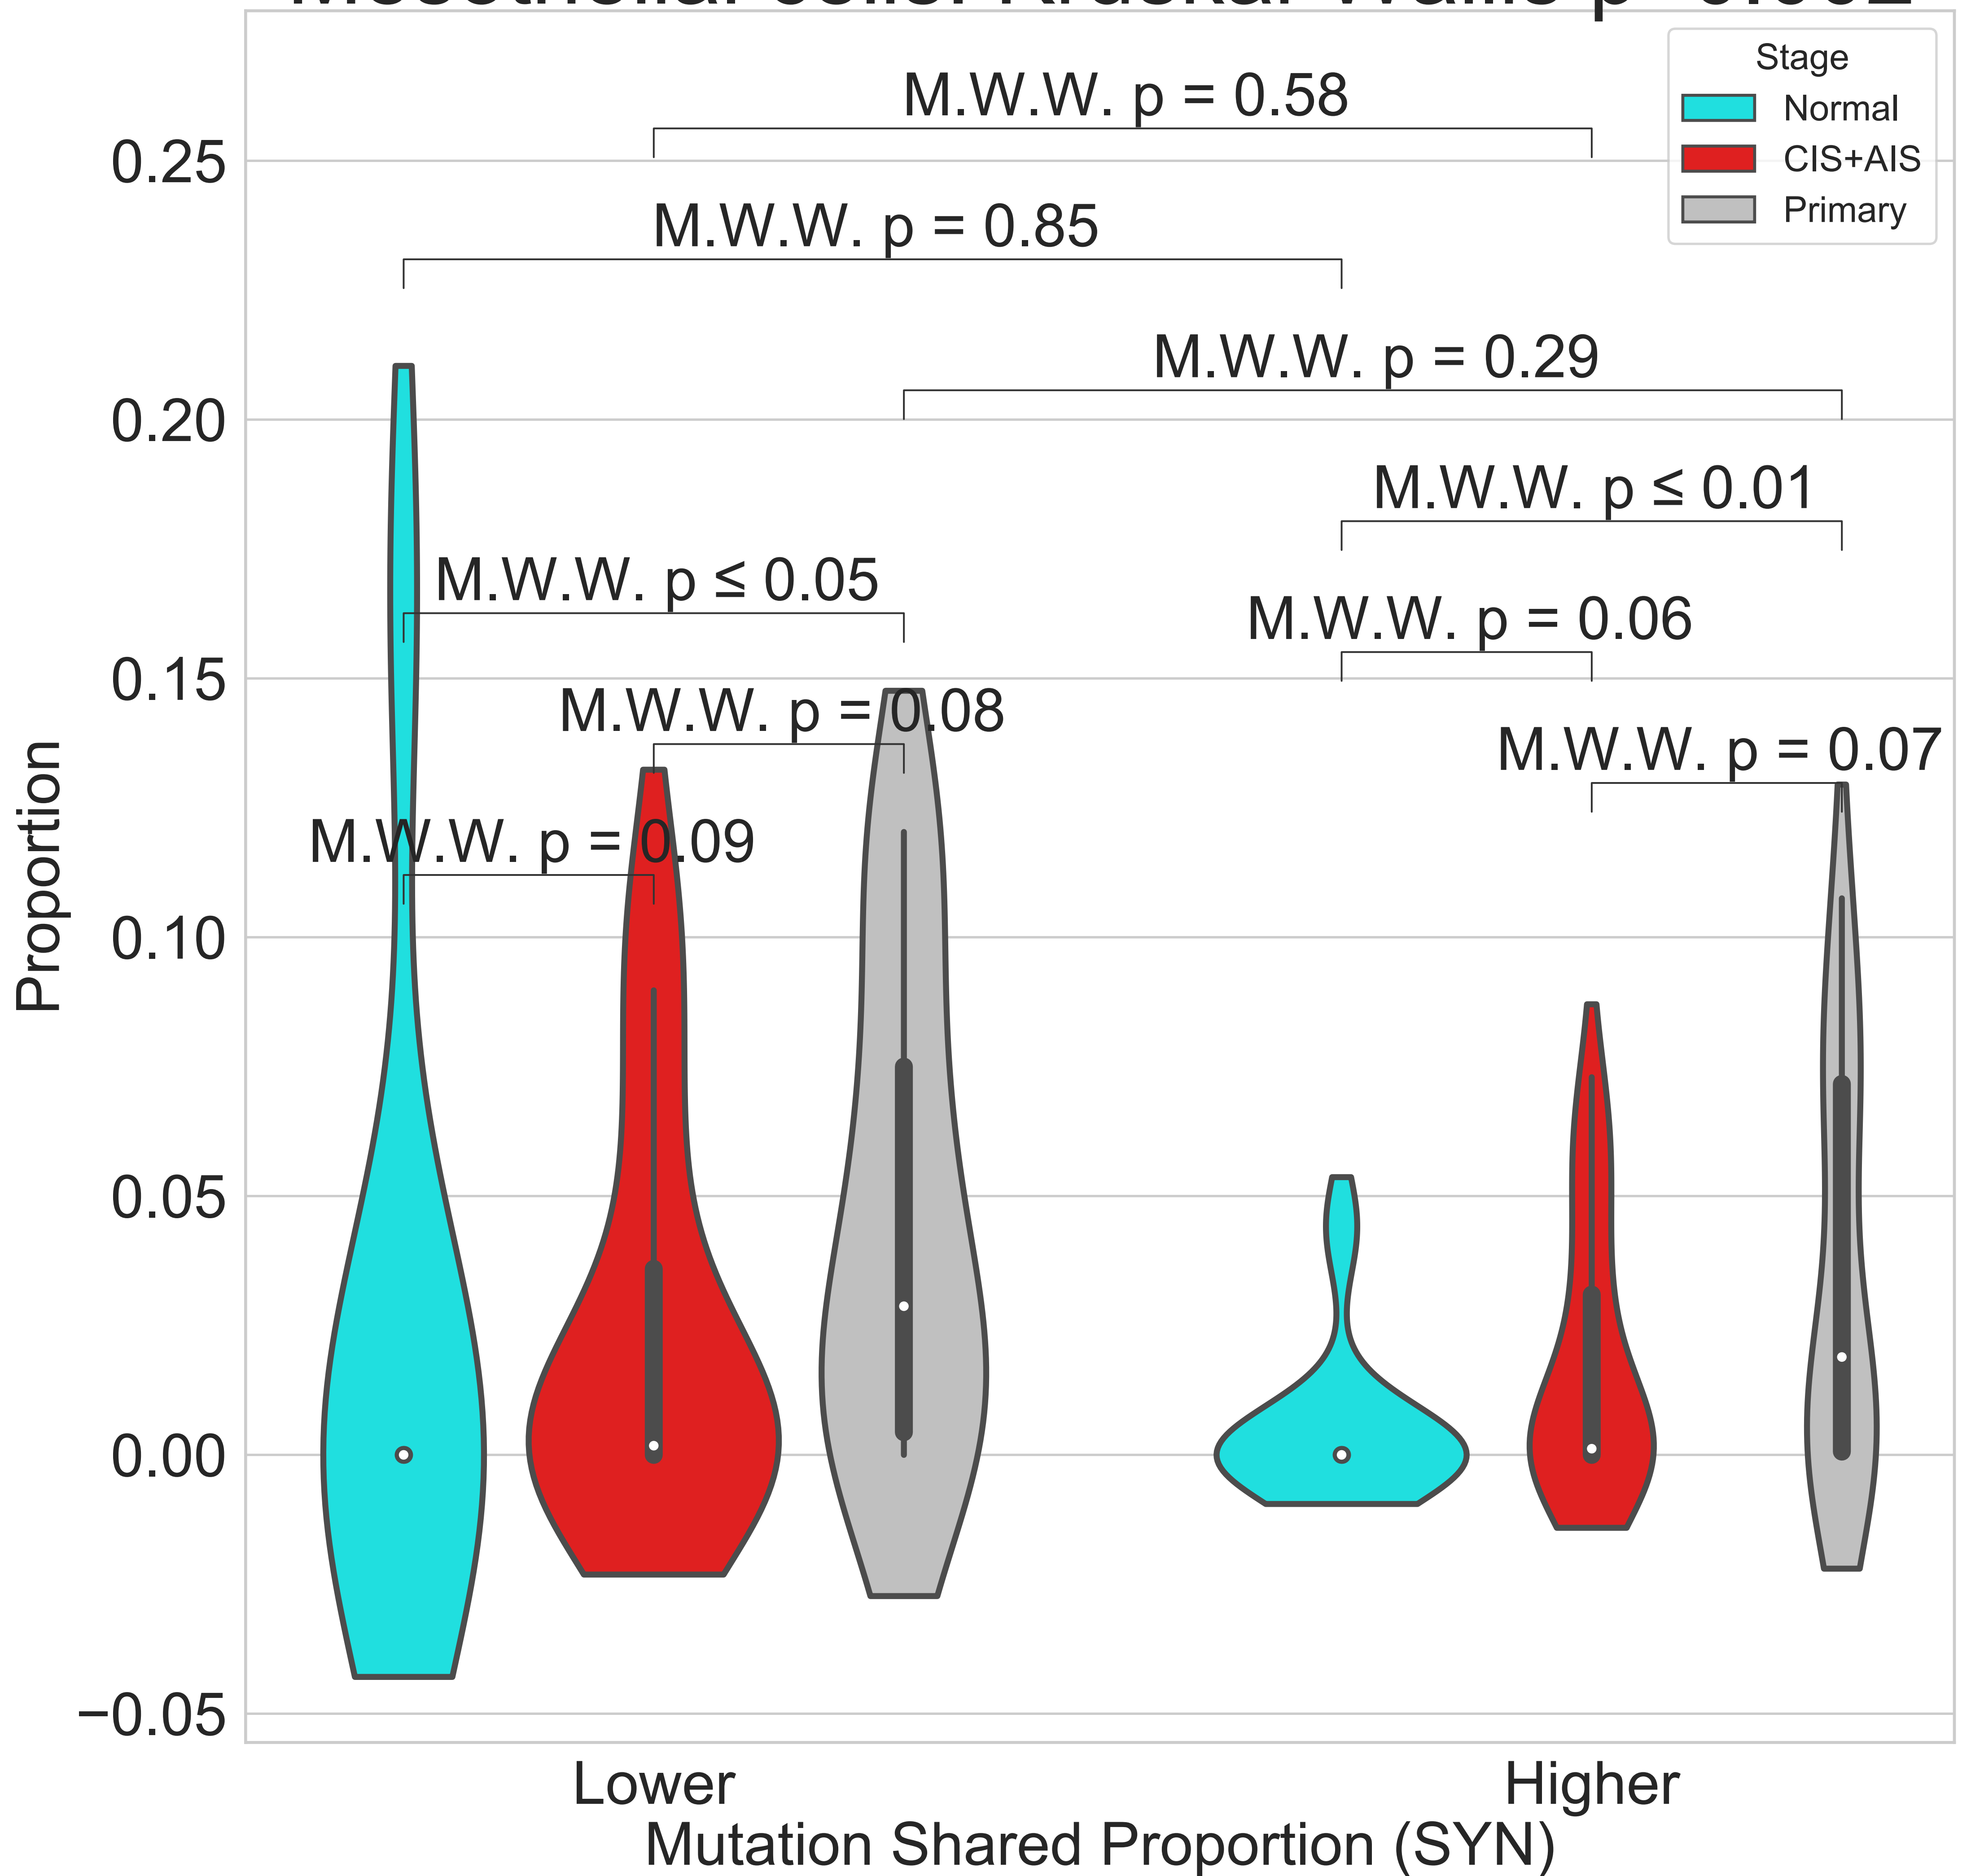 Stage
Normal
CIS+AIS
Primary
M.W.W. p = 0.58
M.W.W. p = 0.85
M.W.W. p = 0.29
M.W.W. p ≤ 0.01
M.W.W. p ≤ 0.05
M.W.W. p = 0.06
M.W.W. p = 0.08
M.W.W. p = 0.07
M.W.W. p = 0.09
0.25
0.20
0.15
0.10
0.05
0.00
−0.05
Proportion
Lower
Higher
Mutation Shared Proportion (SYN)